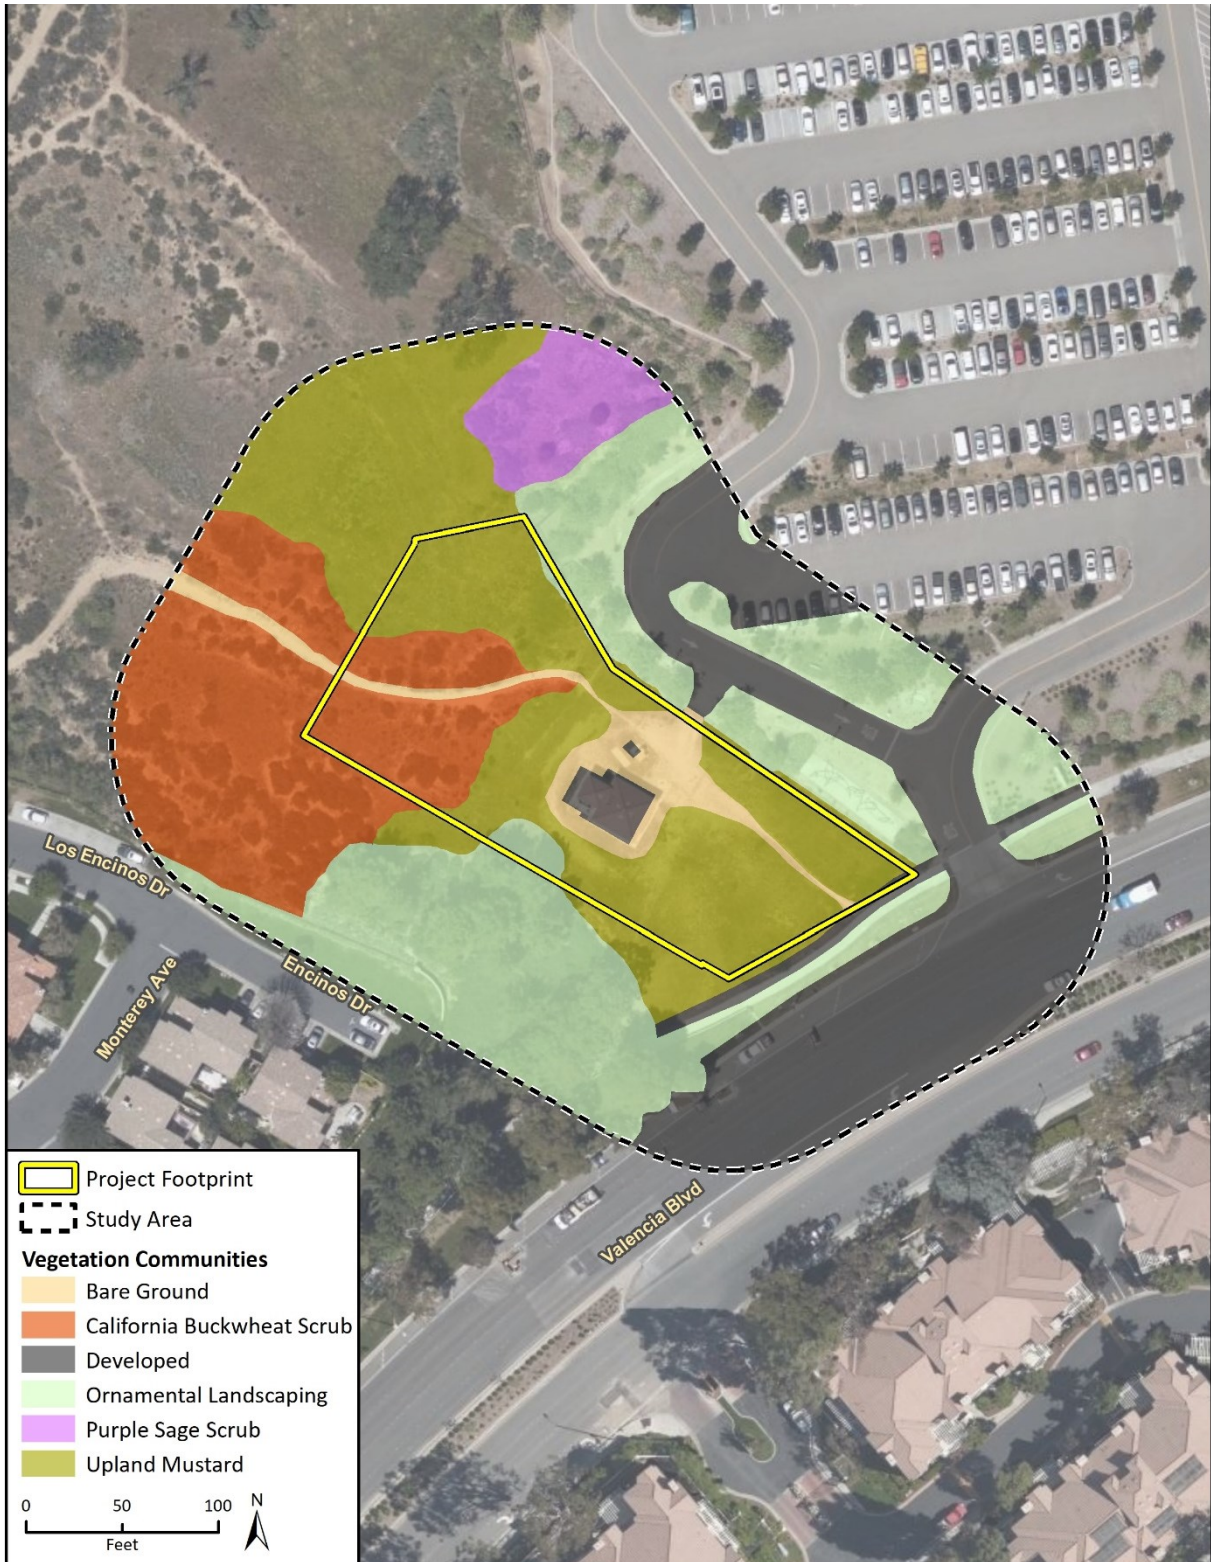 Los Encinos Dr
Encinos Dr
Monterey Ave
Valencia Blvd
Project Footprint
Study Area
Vegetation Communities
Bare Ground
California Buckwheat Scrub
Developed
Ornamental Landscaping
Purple Sage Scrub
Upland Mustard
0 50 100 N
Feet